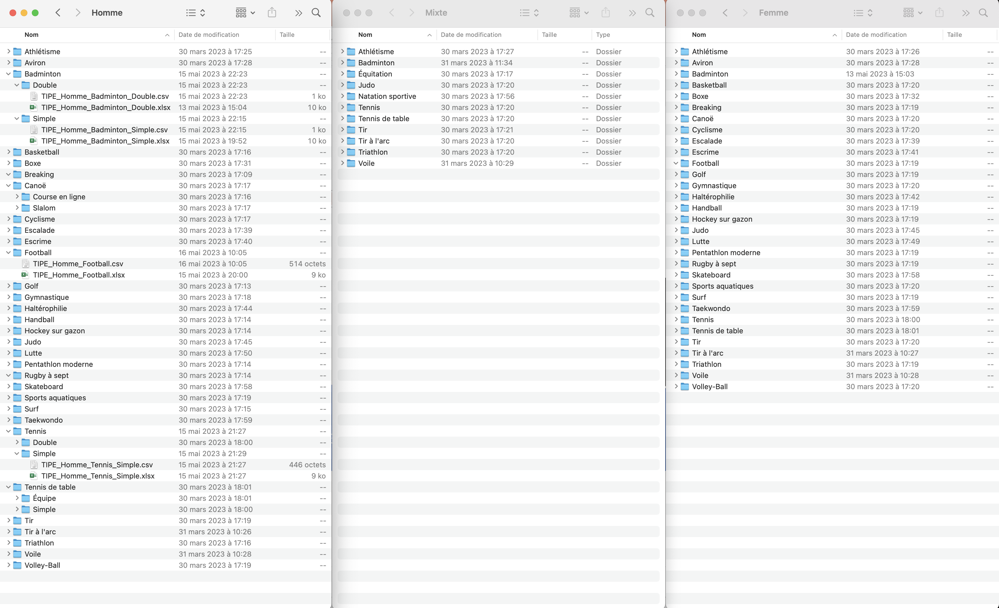 Homme
Nom Date de modification Taille
Athlétisme 30 mars 2023 à 17:25 --
Aviron 30 mars 2023 à 17:28 --
Badminton 15 mai 2023 à 22:23 --
Double 15 mai 2023 à 22:23 --
TIPE_Homme_Badminton_Double.csv 15 mai 2023 à 22:23 1 ko
TIPE_Homme_Badminton_Double.xlsx 13 mai 2023 à 15:04 10 ko
Simple 15 mai 2023 à 22:15 --
TIPE_Homme_Badminton_Simple.csv 15 mai 2023 à 22:15 1 ko
TIPE_Homme_Badminton_Simple.xlsx 15 mai 2023 à 19:52 10 ko
Basketball 30 mars 2023 à 17:16 --
Boxe 30 mars 2023 à 17:31 --
Breaking 30 mars 2023 à 17:09 --
Canoë 30 mars 2023 à 17:17 --
Course en ligne 30 mars 2023 à 17:16 --
Slalom 30 mars 2023 à 17:17 --
Cyclisme 30 mars 2023 à 17:17 --
Escalade 30 mars 2023 à 17:39 --
Escrime 30 mars 2023 à 17:40 --
Football 16 mai 2023 à 10:05 --
TIPE_Homme_Football.csv 16 mai 2023 à 10:05 514 octets
TIPE_Homme_Football.xlsx 15 mai 2023 à 20:00 9 ko
Golf 30 mars 2023 à 17:13 --
Gymnastique 30 mars 2023 à 17:18 --
Haltérophilie 30 mars 2023 à 17:44 --
Handball 30 mars 2023 à 17:14 --
Hockey sur gazon 30 mars 2023 à 17:14 --
Judo 30 mars 2023 à 17:45 --
Lutte 30 mars 2023 à 17:50 --
Pentathlon moderne 30 mars 2023 à 17:14 --
Rugby à sept 30 mars 2023 à 17:14 --
Skateboard 30 mars 2023 à 17:58 --
Sports aquatiques 30 mars 2023 à 17:19 --
Surf 30 mars 2023 à 17:15 --
Taekwondo 30 mars 2023 à 17:59 --
Tennis 15 mai 2023 à 21:27 --
Double 30 mars 2023 à 18:00 --
Simple 15 mai 2023 à 21:29 --
TIPE_Homme_Tennis_Simple.csv 15 mai 2023 à 21:27 446 octets
TIPE_Homme_Tennis_Simple.xlsx 15 mai 2023 à 21:27 9 ko
Tennis de table 30 mars 2023 à 18:01 --
Équipe 30 mars 2023 à 18:01 --
Simple 30 mars 2023 à 18:00 --
Tir 30 mars 2023 à 17:19 --
Tir à l'arc 31 mars 2023 à 10:26 --
Triathlon 30 mars 2023 à 17:16 --
Voile 31 mars 2023 à 10:28 --
Volley-Ball 30 mars 2023 à 17:19 --
Mixte
Nom Date de modification Taille Type
Athlétisme 30 mars 2023 à 17:27 -- Dossier
Badminton 31 mars 2023 à 11:34 -- Dossier
Équitation 30 mars 2023 à 17:17 -- Dossier
Judo 30 mars 2023 à 17:20 -- Dossier
Natation sportive 30 mars 2023 à 17:56 -- Dossier
Tennis 30 mars 2023 à 17:20 -- Dossier
Tennis de table 30 mars 2023 à 17:20 -- Dossier
Tir 30 mars 2023 à 17:21 -- Dossier
Tir à l'arc 30 mars 2023 à 17:20 -- Dossier
Triathlon 30 mars 2023 à 17:20 -- Dossier
Voile 31 mars 2023 à 10:29 -- Dossier
Femme
Nom Date de modification Taille
Athlétisme 30 mars 2023 à 17:26 --
Aviron 30 mars 2023 à 17:28 --
Badminton 13 mai 2023 à 15:03 --
Basketball 30 mars 2023 à 17:20 --
Boxe 30 mars 2023 à 17:32 --
Breaking 30 mars 2023 à 17:19 --
Canoë 30 mars 2023 à 17:20 --
Cyclisme 30 mars 2023 à 17:20 --
Escalade 30 mars 2023 à 17:39 --
Escrime 30 mars 2023 à 17:41 --
Football 30 mars 2023 à 17:19 --
Golf 30 mars 2023 à 17:19 --
Gymnastique 30 mars 2023 à 17:20 --
Haltérophilie 30 mars 2023 à 17:42 --
Handball 30 mars 2023 à 17:19 --
Hockey sur gazon 30 mars 2023 à 17:19 --
Judo 30 mars 2023 à 17:45 --
Lutte 30 mars 2023 à 17:49 --
Pentathlon moderne 30 mars 2023 à 17:19 --
Rugby à sept 30 mars 2023 à 17:19 --
Skateboard 30 mars 2023 à 17:58 --
Sports aquatiques 30 mars 2023 à 17:20 --
Surf 30 mars 2023 à 17:19 --
Taekwondo 30 mars 2023 à 17:59 --
Tennis 30 mars 2023 à 18:00 --
Tennis de table 30 mars 2023 à 18:01 --
Tir 30 mars 2023 à 17:20 --
Tir à l'arc 31 mars 2023 à 10:27 --
Triathlon 30 mars 2023 à 17:19 --
Voile 31 mars 2023 à 10:28 --
Volley-Ball 30 mars 2023 à 17:20 --